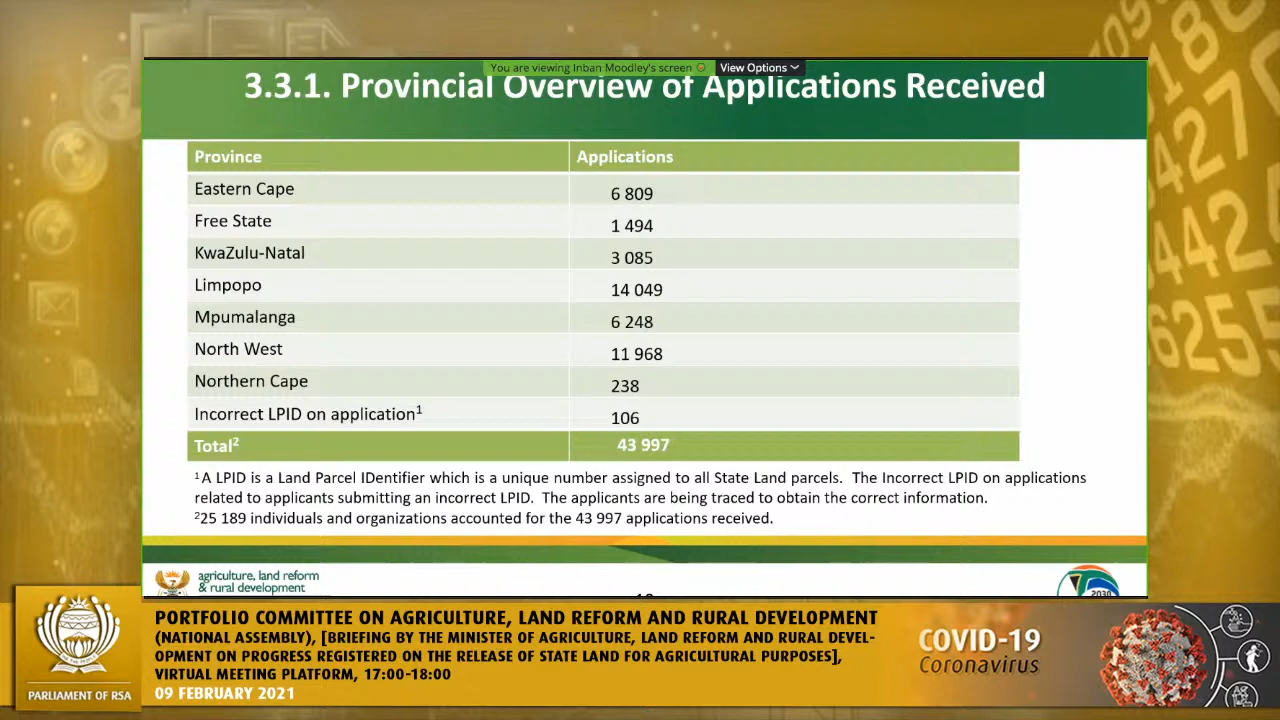 You are viewing Inban Moodley's screen View Options
3.3.1. Provincial Overview of Applications Received
Province Applications
Eastern Cape 6 809
Free State 1 494
KwaZulu-Natal 3 085
Limpopo 14 049
Mpumalanga 6 248
North West 11 968
Northern Cape 238
Incorrect LPID on application1 106
Total2 43 997
1A LPID is a Land Parcel IDentifier which is a unique number assigned to all State Land parcels. The Incorrect LPID on applications
related to applicants submitting an incorrect LPID. The applicants are being traced to obtain the correct information.
225 189 individuals and organizations accounted for the 43 997 applications received.
agriculture, land reform
& rural development
2030
PORTFOLIO COMMITTEE ON AGRICULTURE, LAND REFORM AND RURAL DEVELOPMENT
(NATIONAL ASSEMBLY), [BRIEFING BY THE MINISTER OF AGRICULTURE, LAND REFORM AND RURAL DEVEL-
OPMENT ON PROGRESS REGISTERED ON THE RELEASE OF STATE LAND FOR AGRICULTURAL PURPOSES],
VIRTUAL MEETING PLATFORM, 17:00-18:00
09 FEBRUARY 2021
PARLIAMENT OF RSA
COVID-19
Coronavirus